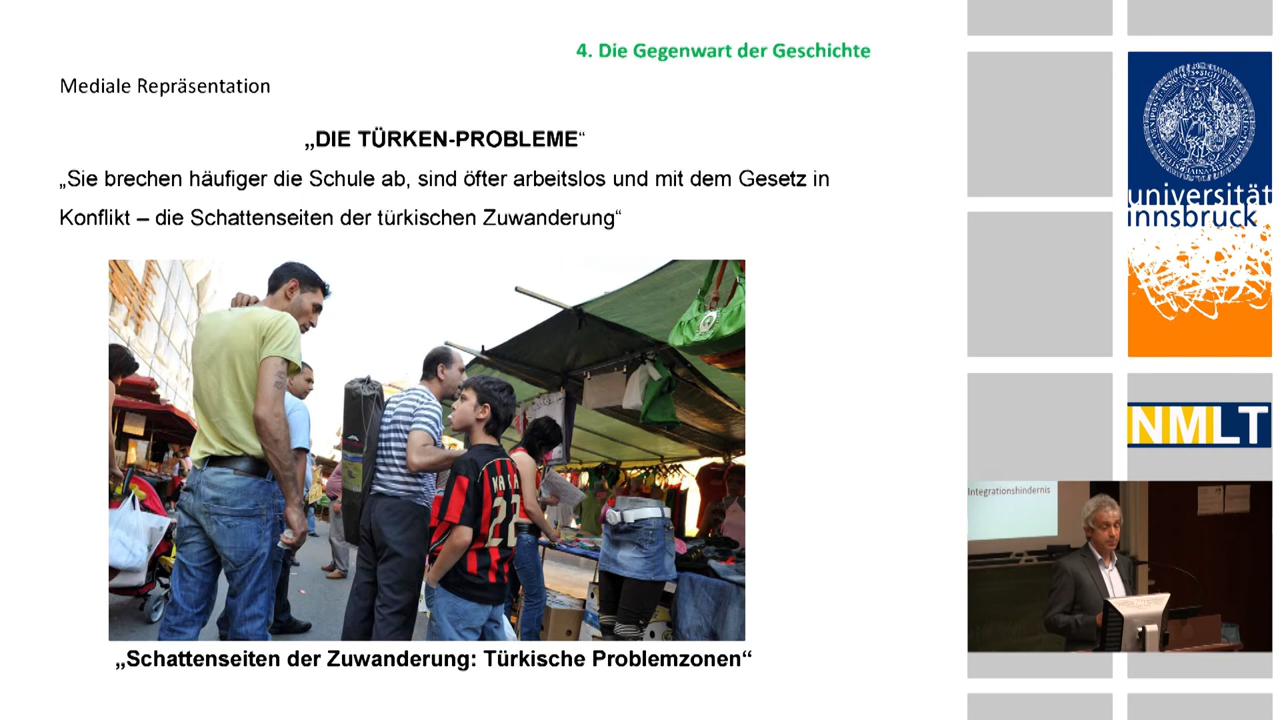 4. Die Gegenwart der Geschichte
Mediale Repräsentation
„DIE TÜRKEN-PROBLEME“
„Sie brechen häufiger die Schule ab, sind öfter arbeitslos und mit dem Gesetz in
Konflikt – die Schattenseiten der türkischen Zuwanderung“
22
„Schattenseiten der Zuwanderung: Türkische Problemzonen“
universität
innsbruck
NMLT
Integrationshindernis